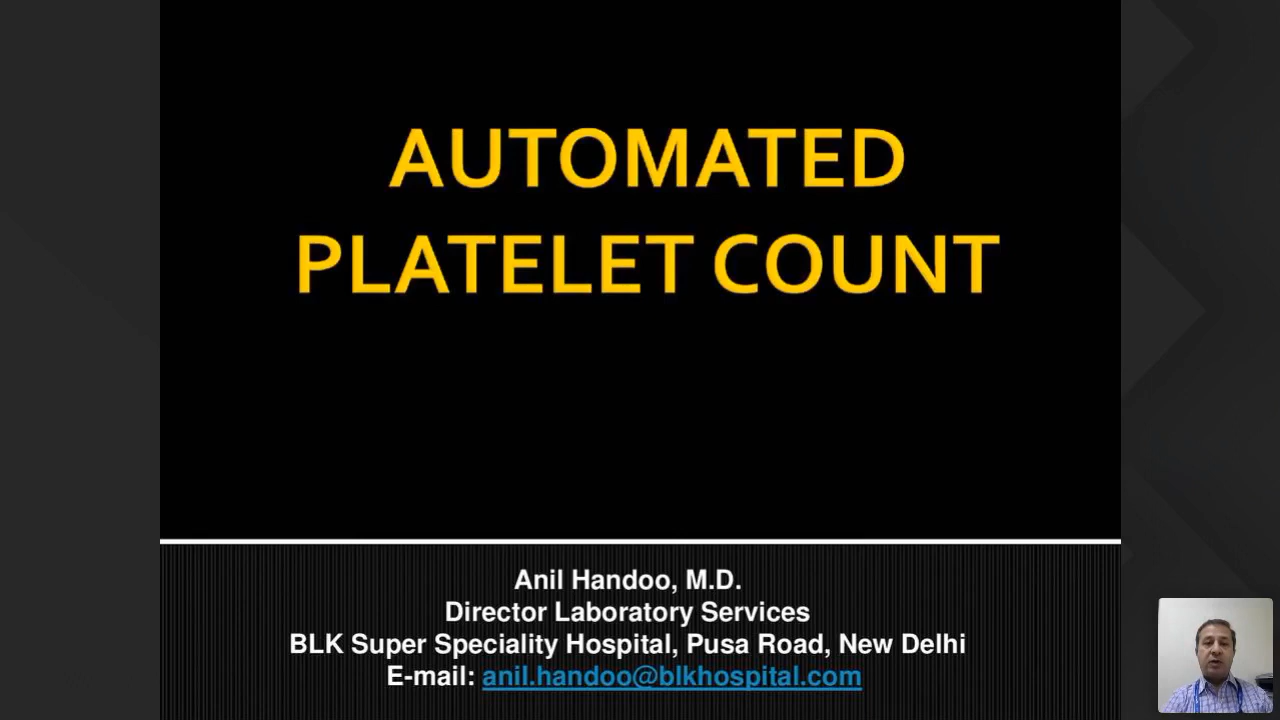 AUTOMATED
PLATELET COUNT
Anil Handoo, M.D.
Director Laboratory Services
BLK Super Speciality Hospital, Pusa Road, New Delhi
E-mail: anil.handoo@blkhospital.com